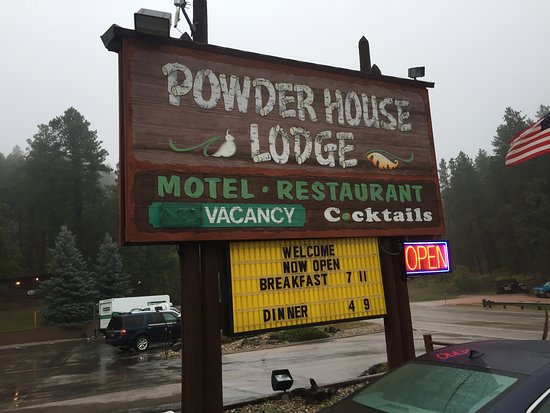 POWDER HOUSE
LODGE
MOTEL · RESTAURANT
VACANCY Cocktails
WELCOME
NOW OPEN
BREAKFAST 7 11
DINNER 4 9
OPEN